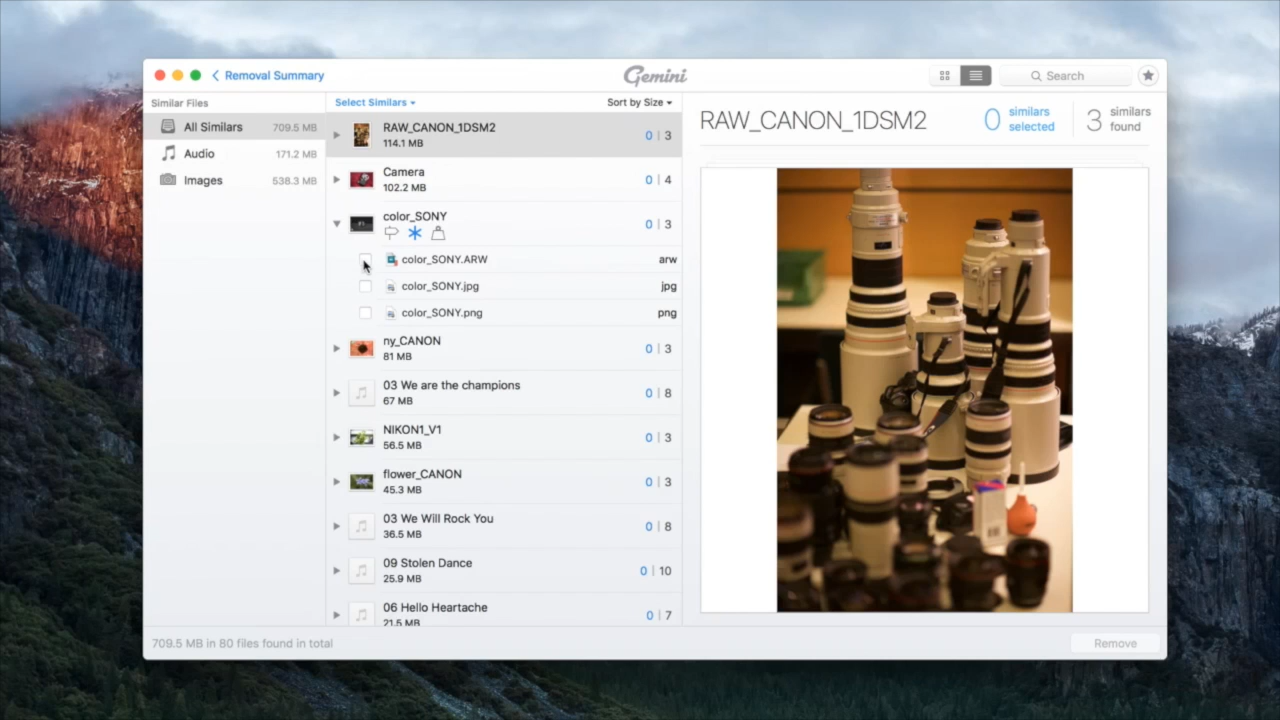 Removal Summary
Gemini
Search
Similar Files
All Similars 709.5 MB
Audio 171.2 MB
Images 538.3 MB
Select Similars
Sort by Size
RAW_CANON_1DSM2
114.1 MB
0 | 3
Camera
102.2 MB
0 | 4
color_SONY
0 | 3
color_SONY.ARW arw
color_SONY.jpg jpg
color_SONY.png png
ny_CANON
81 MB
0 | 3
03 We are the champions
67 MB
0 | 8
NIKON1_V1
56.5 MB
0 | 3
flower_CANON
45.3 MB
0 | 3
03 We Will Rock You
36.5 MB
0 | 8
09 Stolen Dance
25.9 MB
0 | 10
06 Hello Heartache
21.5 MB
0 | 7
RAW_CANON_1DSM2
0 similars
selected
3 similars
found
709.5 MB in 80 files found in total
Remove